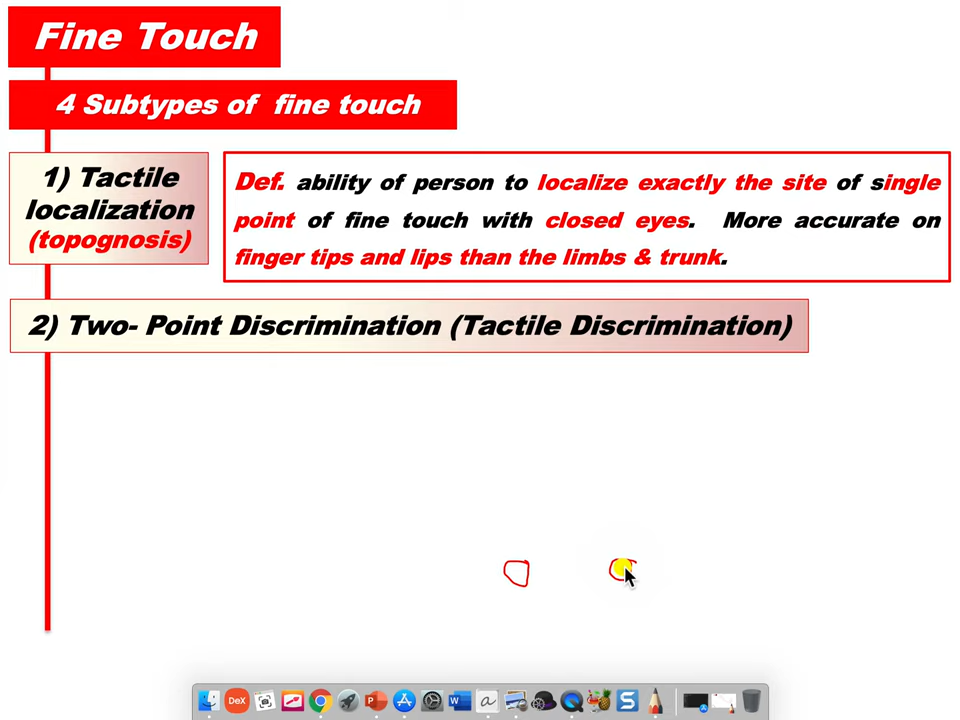 Fine Touch
4 Subtypes of fine touch
1) Tactile
localization
(topognosis)
Def. ability of person to localize exactly the site of single
point of fine touch with closed eyes. More accurate on
finger tips and lips than the limbs & trunk.
2) Two- Point Discrimination (Tactile Discrimination)
DeX
P
W
a
S